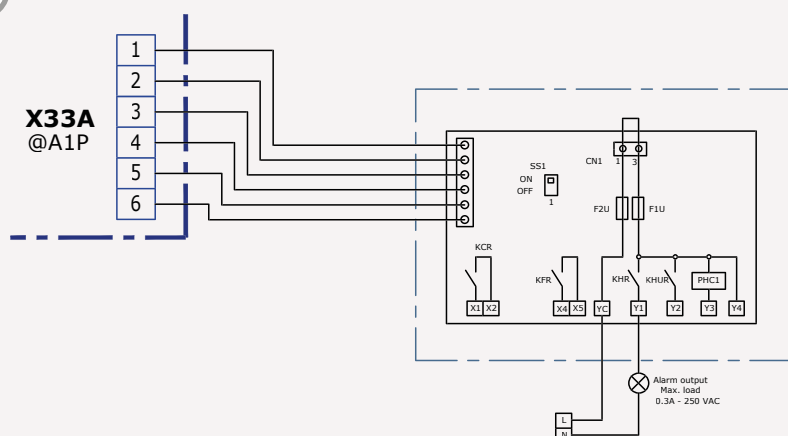 1
2
X33A
@A1P
3
4
5
6
SS1
ON
OFF
1
CN1
1 3
F2U
F1U
KCR
KFR
KHR
KHUR
PHC1
X1 X2
X4 X5
YC
Y1
Y2
Y3
Y4
Alarm output
Max. load
0.3A - 250 VAC
L
N